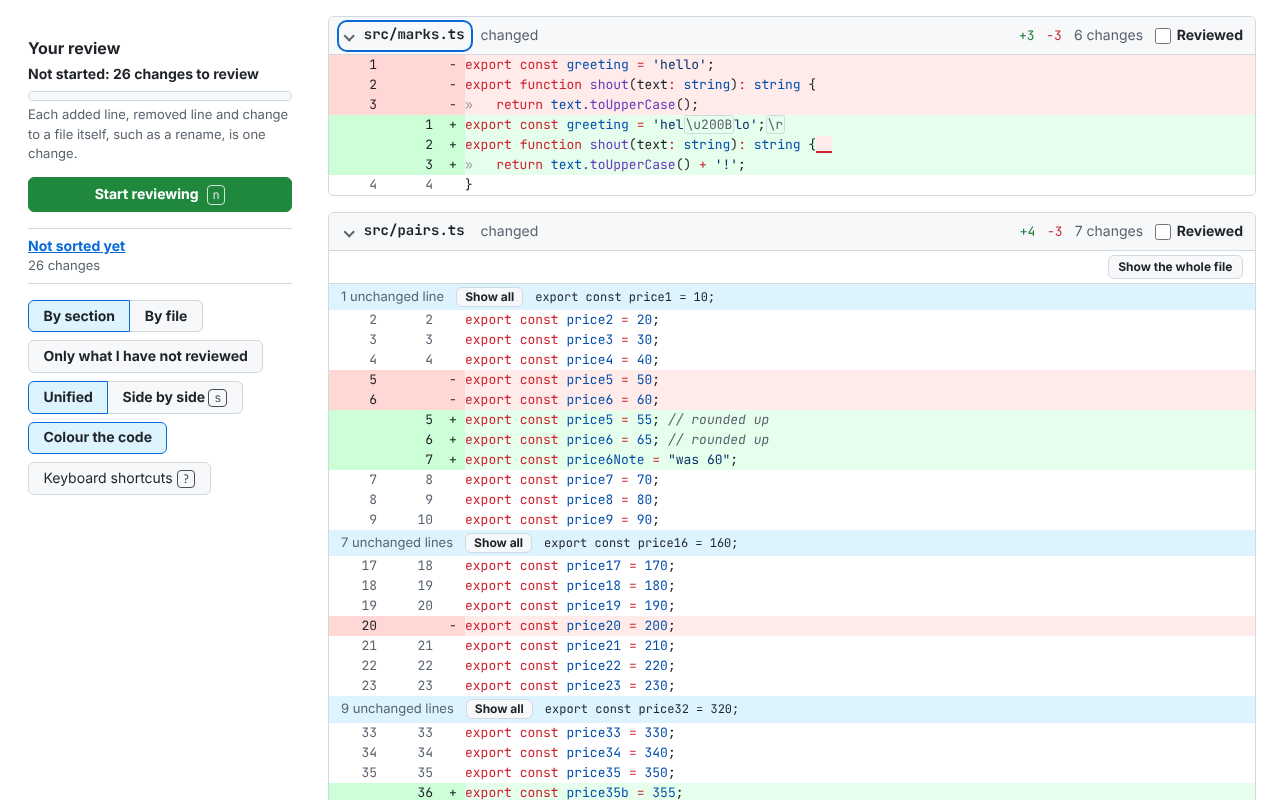 Your review
Not started: 26 changes to review
Each added line, removed line and change
to a file itself, such as a rename, is one
change.
Start reviewing n
Not sorted yet
26 changes
By section By file
Only what I have not reviewed
Unified Side by side s
Colour the code
Keyboard shortcuts ?
src/marks.ts changed +3 -3 6 changes Reviewed
1 - export const greeting = 'hello';
2 - export function shout(text: string): string {
3 - » return text.toUpperCase();
1 + export const greeting = 'hel\u200Blo';\r
2 + export function shout(text: string): string {
3 + » return text.toUpperCase() + '!';
4 4 }
src/pairs.ts changed +4 -3 7 changes Reviewed
Show the whole file
1 unchanged line Show all export const price1 = 10;
2 2 export const price2 = 20;
3 3 export const price3 = 30;
4 4 export const price4 = 40;
5 - export const price5 = 50;
6 - export const price6 = 60;
5 + export const price5 = 55; // rounded up
6 + export const price6 = 65; // rounded up
7 + export const price6Note = "was 60";
7 8 export const price7 = 70;
8 9 export const price8 = 80;
9 10 export const price9 = 90;
7 unchanged lines Show all export const price16 = 160;
17 18 export const price17 = 170;
18 19 export const price18 = 180;
19 20 export const price19 = 190;
20 - export const price20 = 200;
21 21 export const price21 = 210;
22 22 export const price22 = 220;
23 23 export const price23 = 230;
9 unchanged lines Show all export const price32 = 320;
33 33 export const price33 = 330;
34 34 export const price34 = 340;
35 35 export const price35 = 350;
36 + export const price35b = 355;